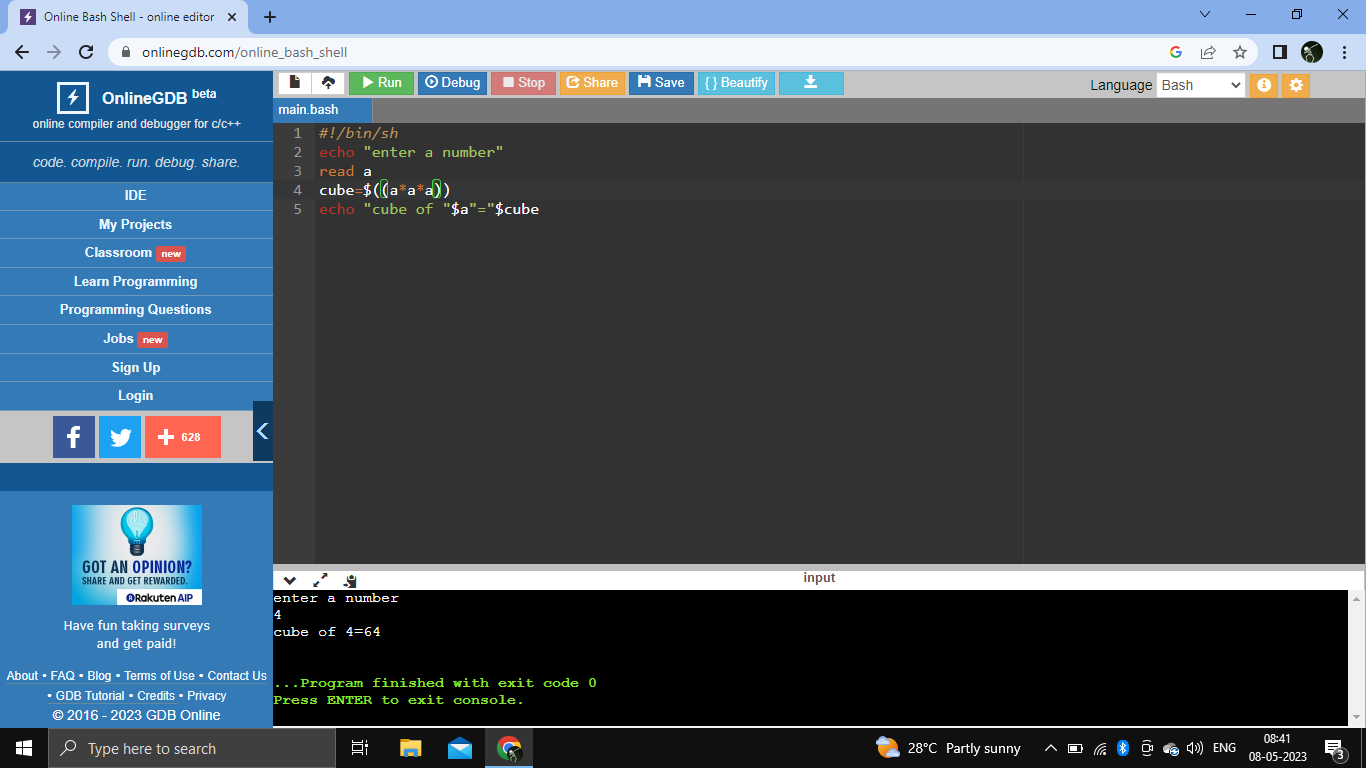 Online Bash Shell - online editor
onlinegdb.com/online_bash_shell
OnlineGDB beta
online compiler and debugger for c/c++
code. compile. run. debug. share.
IDE
My Projects
Classroom new
Learn Programming
Programming Questions
Jobs new
Sign Up
Login
628
GOT AN OPINION?
SHARE AND GET REWARDED.
Rakuten AIP
Have fun taking surveys
and get paid!
About • FAQ • Blog • Terms of Use • Contact Us
• GDB Tutorial • Credits • Privacy
© 2016 - 2023 GDB Online
Run Debug Stop Share Save { } Beautify
Language Bash
main.bash
1 #!/bin/sh
2 echo "enter a number"
3 read a
4 cube=$((a*a*a))
5 echo "cube of "$a"="$cube
input
enter a number
4
cube of 4=64
...Program finished with exit code 0
Press ENTER to exit console.
Type here to search
28°C Partly sunny
ENG
08:41
08-05-2023
3